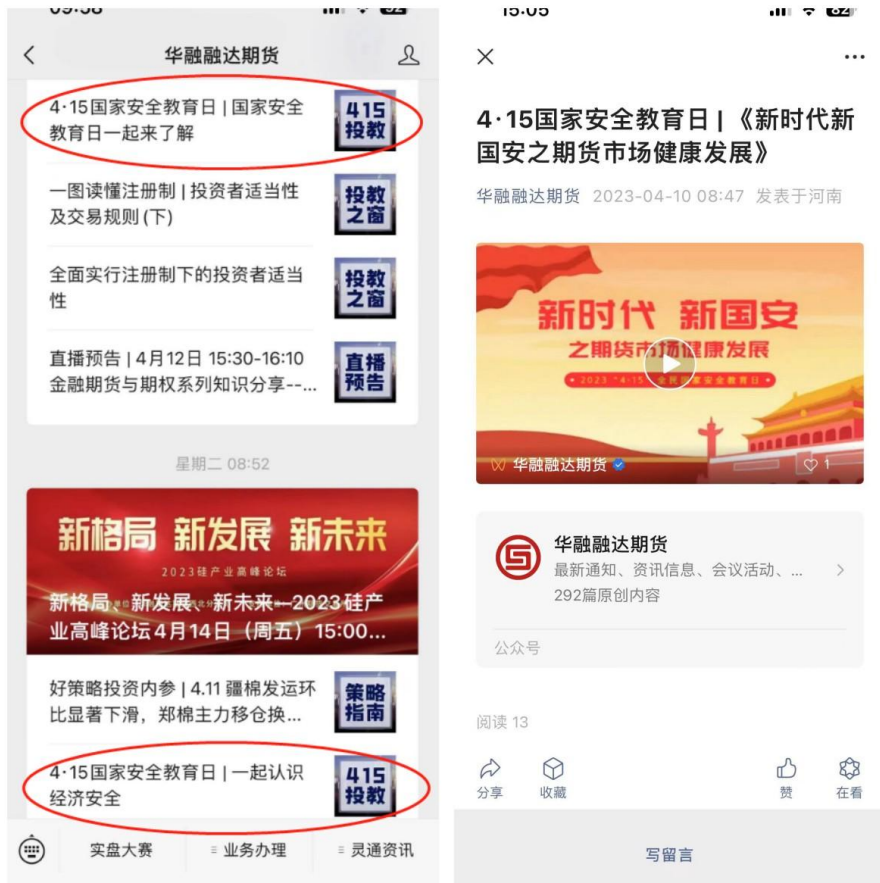 华融融达期货
4·15国家安全教育日 | 国家安全
教育日一起来了解
415
投教
一图读懂注册制 | 投资者适当性
及交易规则(下)
投教
之窗
全面实行注册制下的投资者适当
性
投教
之窗
直播预告 | 4月12日 15:30-16:10
金融期货与期权系列知识分享--...
直播
预告
星期二 08:52
新格局 新发展 新未来
2023硅产业高峰论坛
新格局、新发展、新未来--2023硅产
业高峰论坛4月14日（周五）15:00...
好策略投资内参 | 4.11 疆棉发运环
比显著下滑，郑棉主力移仓换...
策略
指南
4·15国家安全教育日 | 一起认识
经济安全
415
投教
实盘大赛
业务办理
灵通资讯
15:05
4·15国家安全教育日 | 《新时代新
国安之期货市场健康发展》
华融融达期货 2023-04-10 08:47 发表于河南
新时代 新国安
之期货市场健康发展
2023 "4·15" 全民国家安全教育日
华融融达期货
1
华融融达期货
最新通知、资讯信息、会议活动、...
292篇原创内容
公众号
阅读 13
分享
收藏
赞
在看
写留言